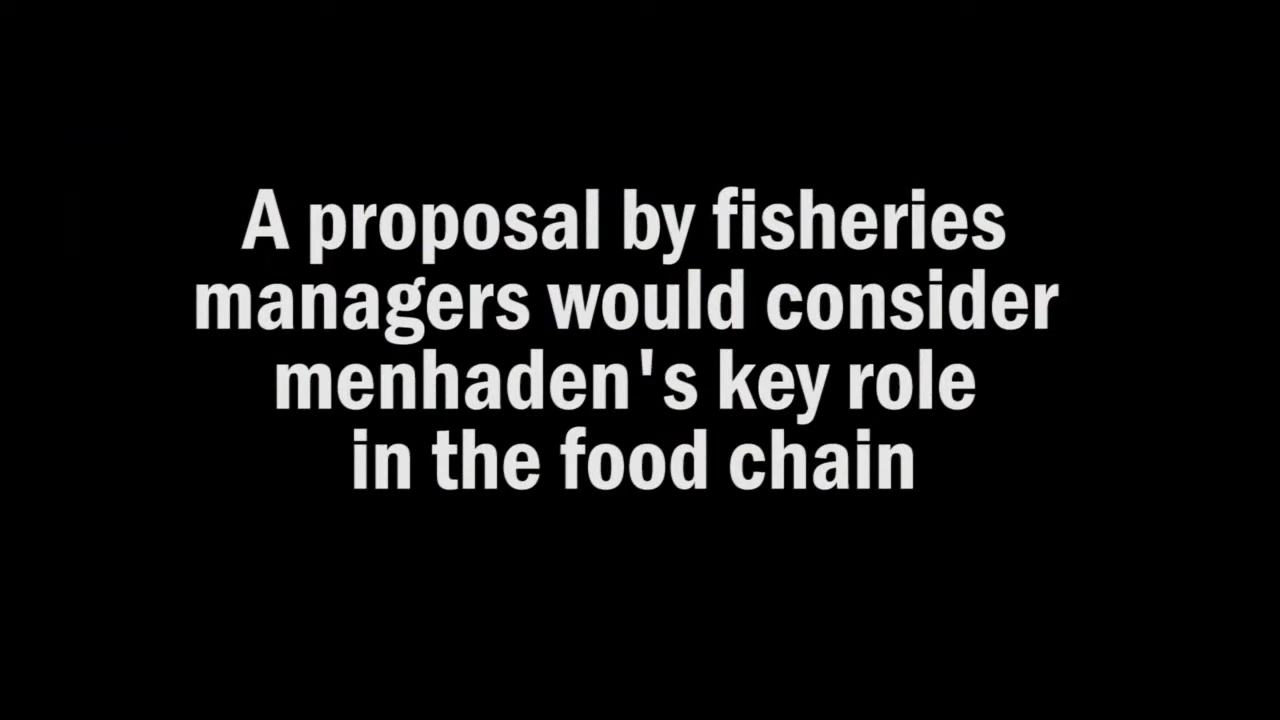 A proposal by fisheries
managers would consider
menhaden's key role
in the food chain